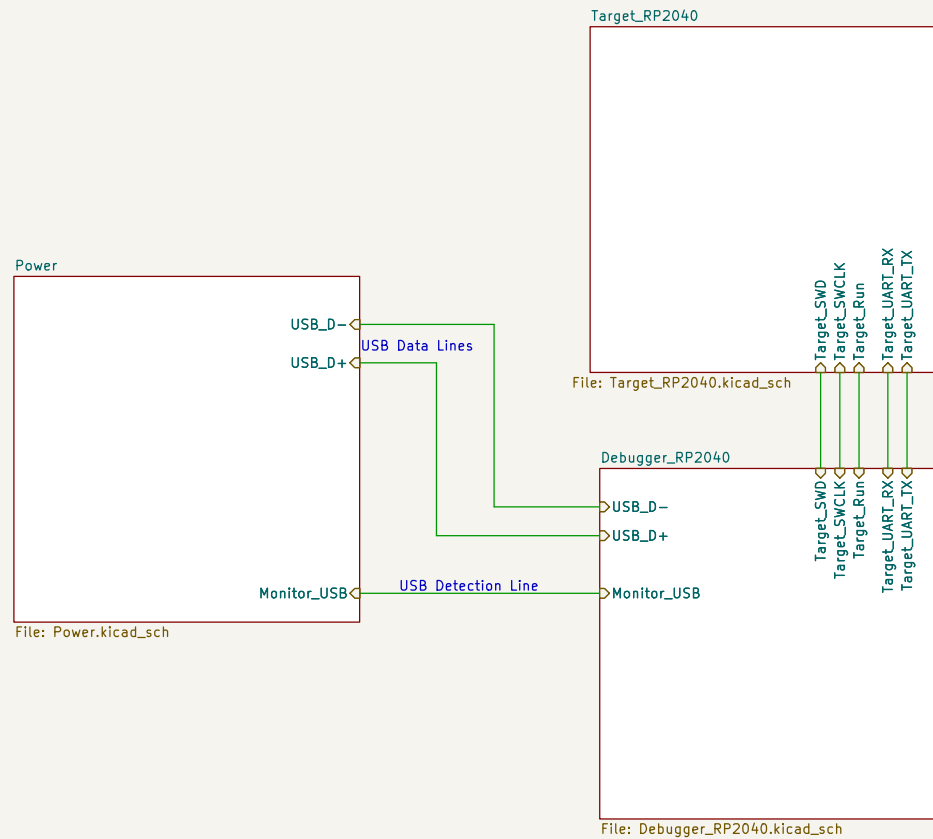 Target_RP2040
Target_SWD
Target_SWCLK
Target_Run
Target_UART_RX
Target_UART_TX
File: Target_RP2040.kicad_sch
Power
USB_D-
USB Data Lines
USB_D+
Monitor_USB
File: Power.kicad_sch
USB Detection Line
Debugger_RP2040
Target_SWD
Target_SWCLK
Target_Run
Target_UART_RX
Target_UART_TX
USB_D-
USB_D+
Monitor_USB
File: Debugger_RP2040.kicad_sch